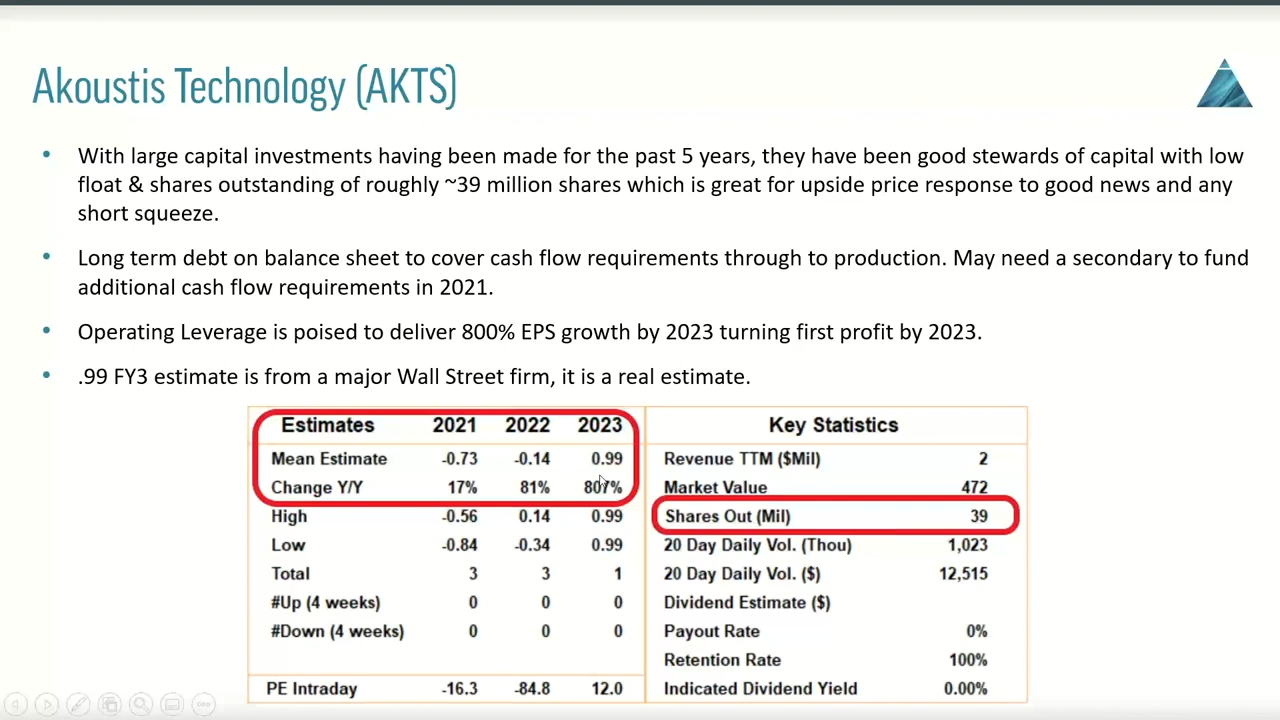 Akoustis Technology (AKTS)
• With large capital investments having been made for the past 5 years, they have been good stewards of capital with low
float & shares outstanding of roughly ~39 million shares which is great for upside price response to good news and any
short squeeze.
• Long term debt on balance sheet to cover cash flow requirements through to production. May need a secondary to fund
additional cash flow requirements in 2021.
• Operating Leverage is poised to deliver 800% EPS growth by 2023 turning first profit by 2023.
• .99 FY3 estimate is from a major Wall Street firm, it is a real estimate.
Estimates 2021 2022 2023
Mean Estimate -0.73 -0.14 0.99
Change Y/Y 17% 81% 807%
High -0.56 0.14 0.99
Low -0.84 -0.34 0.99
Total 3 3 1
#Up (4 weeks) 0 0 0
#Down (4 weeks) 0 0 0
PE Intraday -16.3 -84.8 12.0
Key Statistics
Revenue TTM ($Mil) 2
Market Value 472
Shares Out (Mil) 39
20 Day Daily Vol. (Thou) 1,023
20 Day Daily Vol. ($) 12,515
Dividend Estimate ($)
Payout Rate 0%
Retention Rate 100%
Indicated Dividend Yield 0.00%